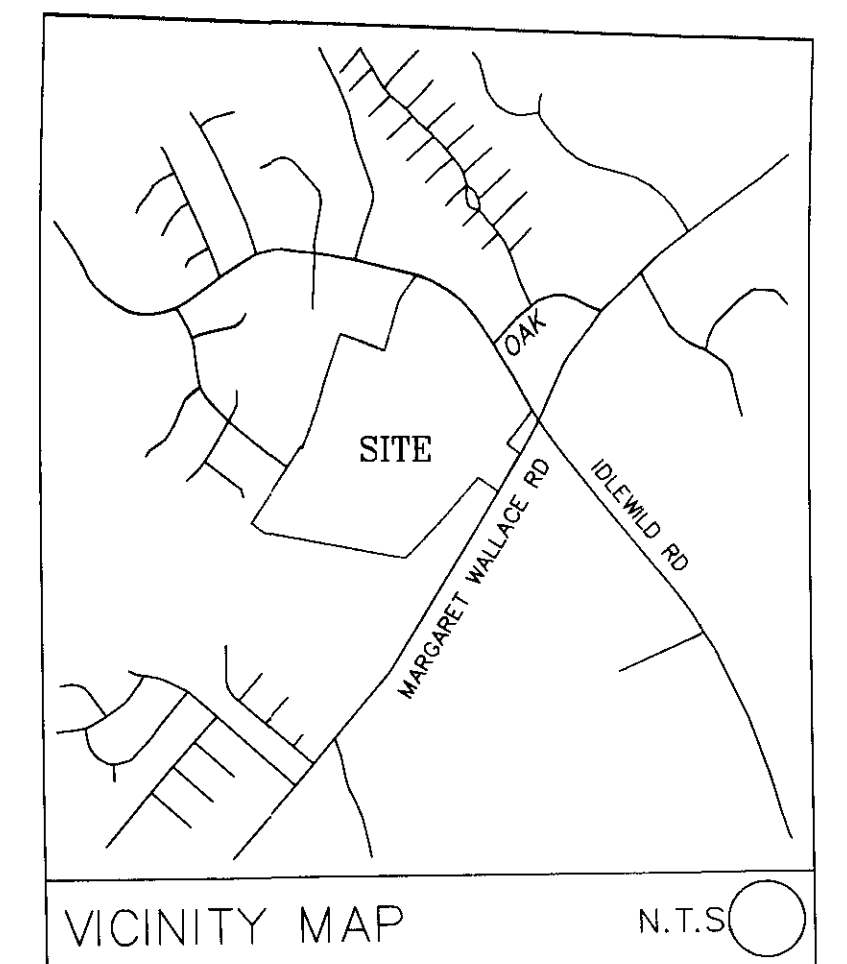 OAK
SITE
IDLEWILD RD
MARGARET WALLACE RD
VICINITY MAP
N.T.S